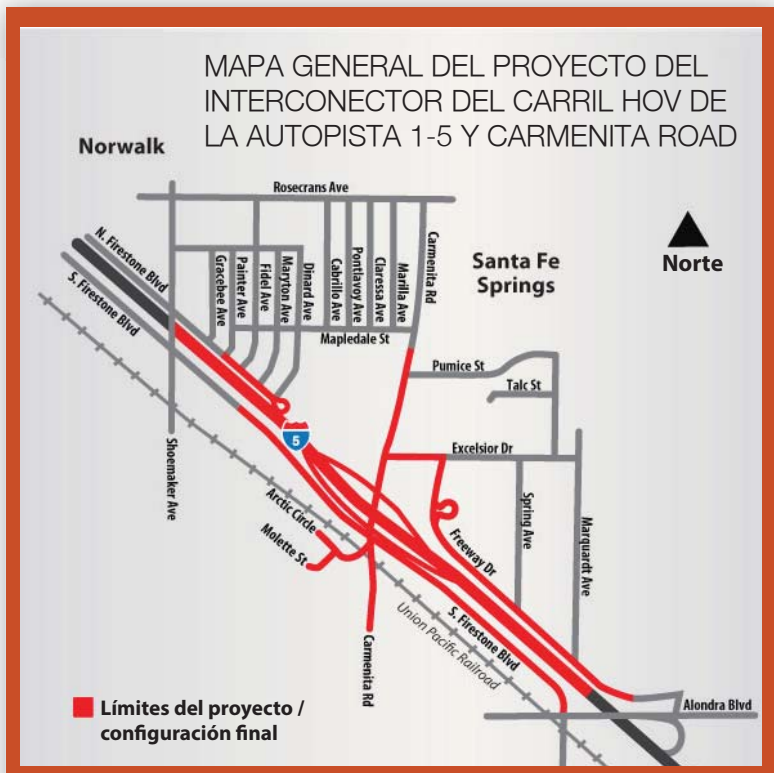 MAPA GENERAL DEL PROYECTO DEL
INTERCONECTOR DEL CARRIL HOV DE
LA AUTOPISTA 1-5 Y CARMENITA ROAD
Norwalk
Rosecrans Ave
N. Firestone Blvd
S. Firestone Blvd
Gracebee Ave
Painter Ave
Fidel Ave
Maryton Ave
Dinard Ave
Cabrillo Ave
Pontlavoy Ave
Claressa Ave
Marilla Ave
Carmenita Rd
Santa Fe
Springs
Norte
Mapledale St
Pumice St
Talc St
5
Excelsior Dr
Shoemaker Ave
Arctic Circle
Molette St
Freeway Dr
Spring Ave
Marquardt Ave
Carmenita Rd
S. Firestone Blvd
Union Pacific Railroad
Alondra Blvd
Límites del proyecto /
configuración final